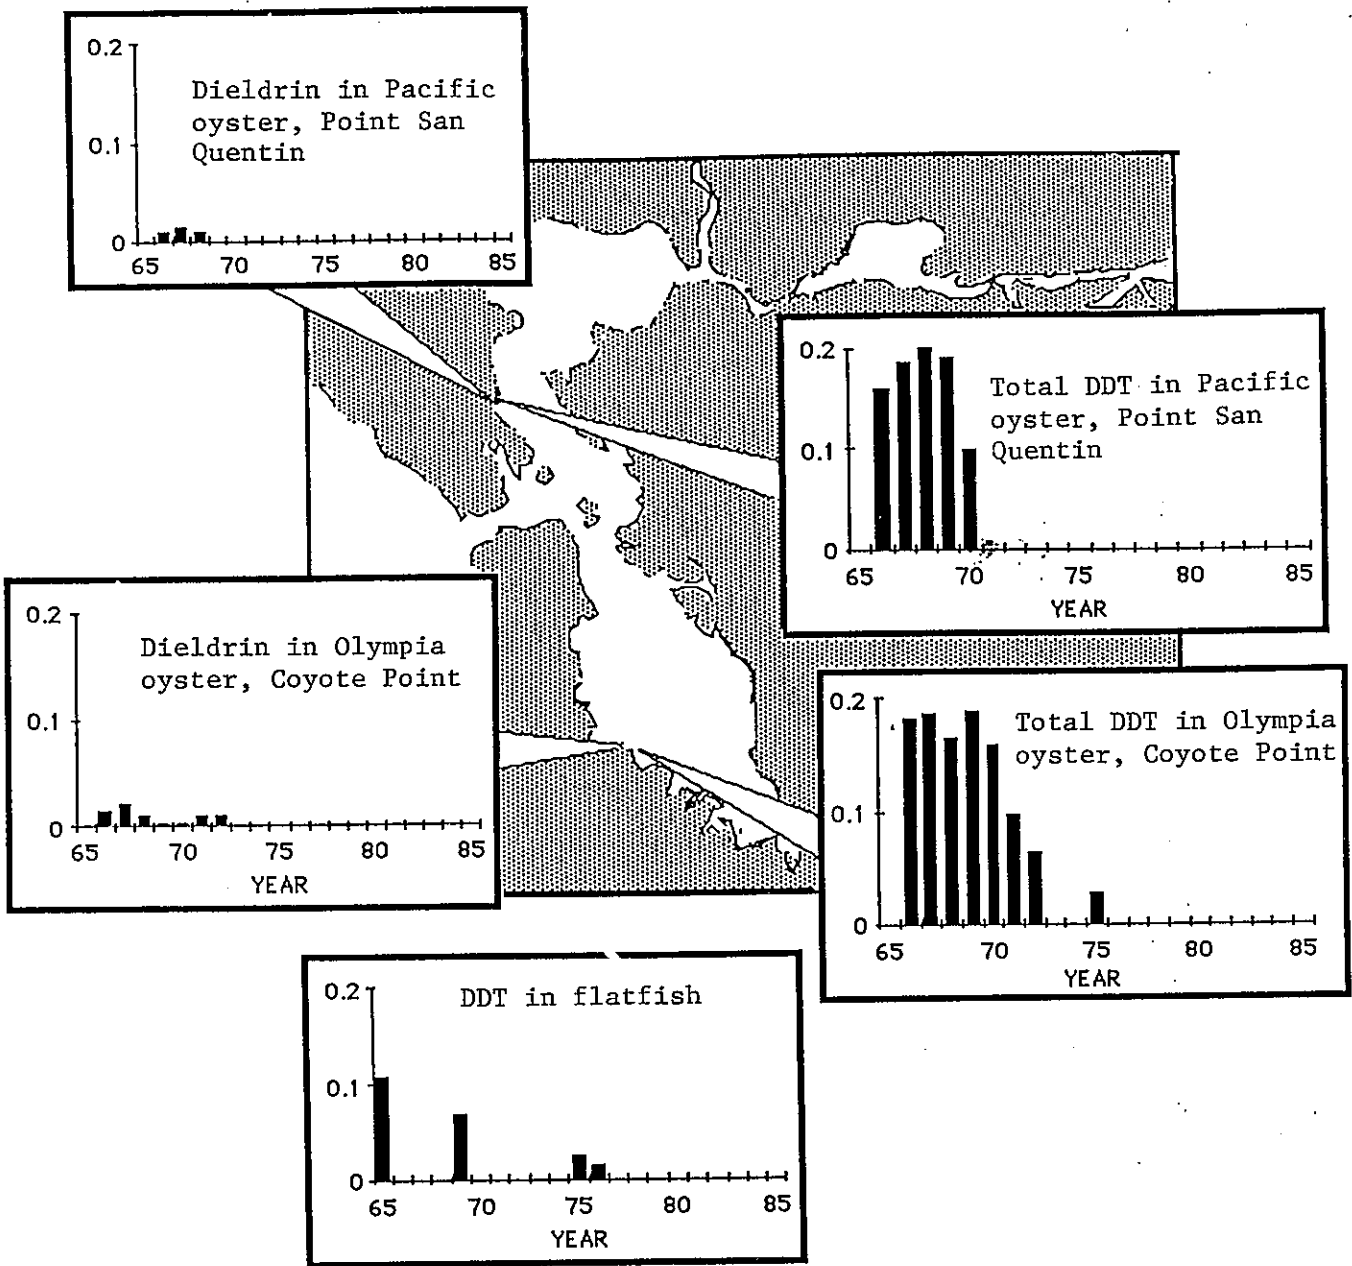 0.2
Dieldrin in Pacific
oyster, Point San
Quentin
0.1
0
65 70 75 80 85
0.2
Total DDT in Pacific
oyster, Point San
Quentin
0.1
0
65 70 75 80 85
YEAR
0.2
Dieldrin in Olympia
oyster, Coyote Point
0.1
0
65 70 75 80 85
YEAR
0.2
Total DDT in Olympia
oyster, Coyote Point
0.1
0
65 70 75 80 85
YEAR
0.2
DDT in flatfish
0.1
0
65 70 75 80 85
YEAR